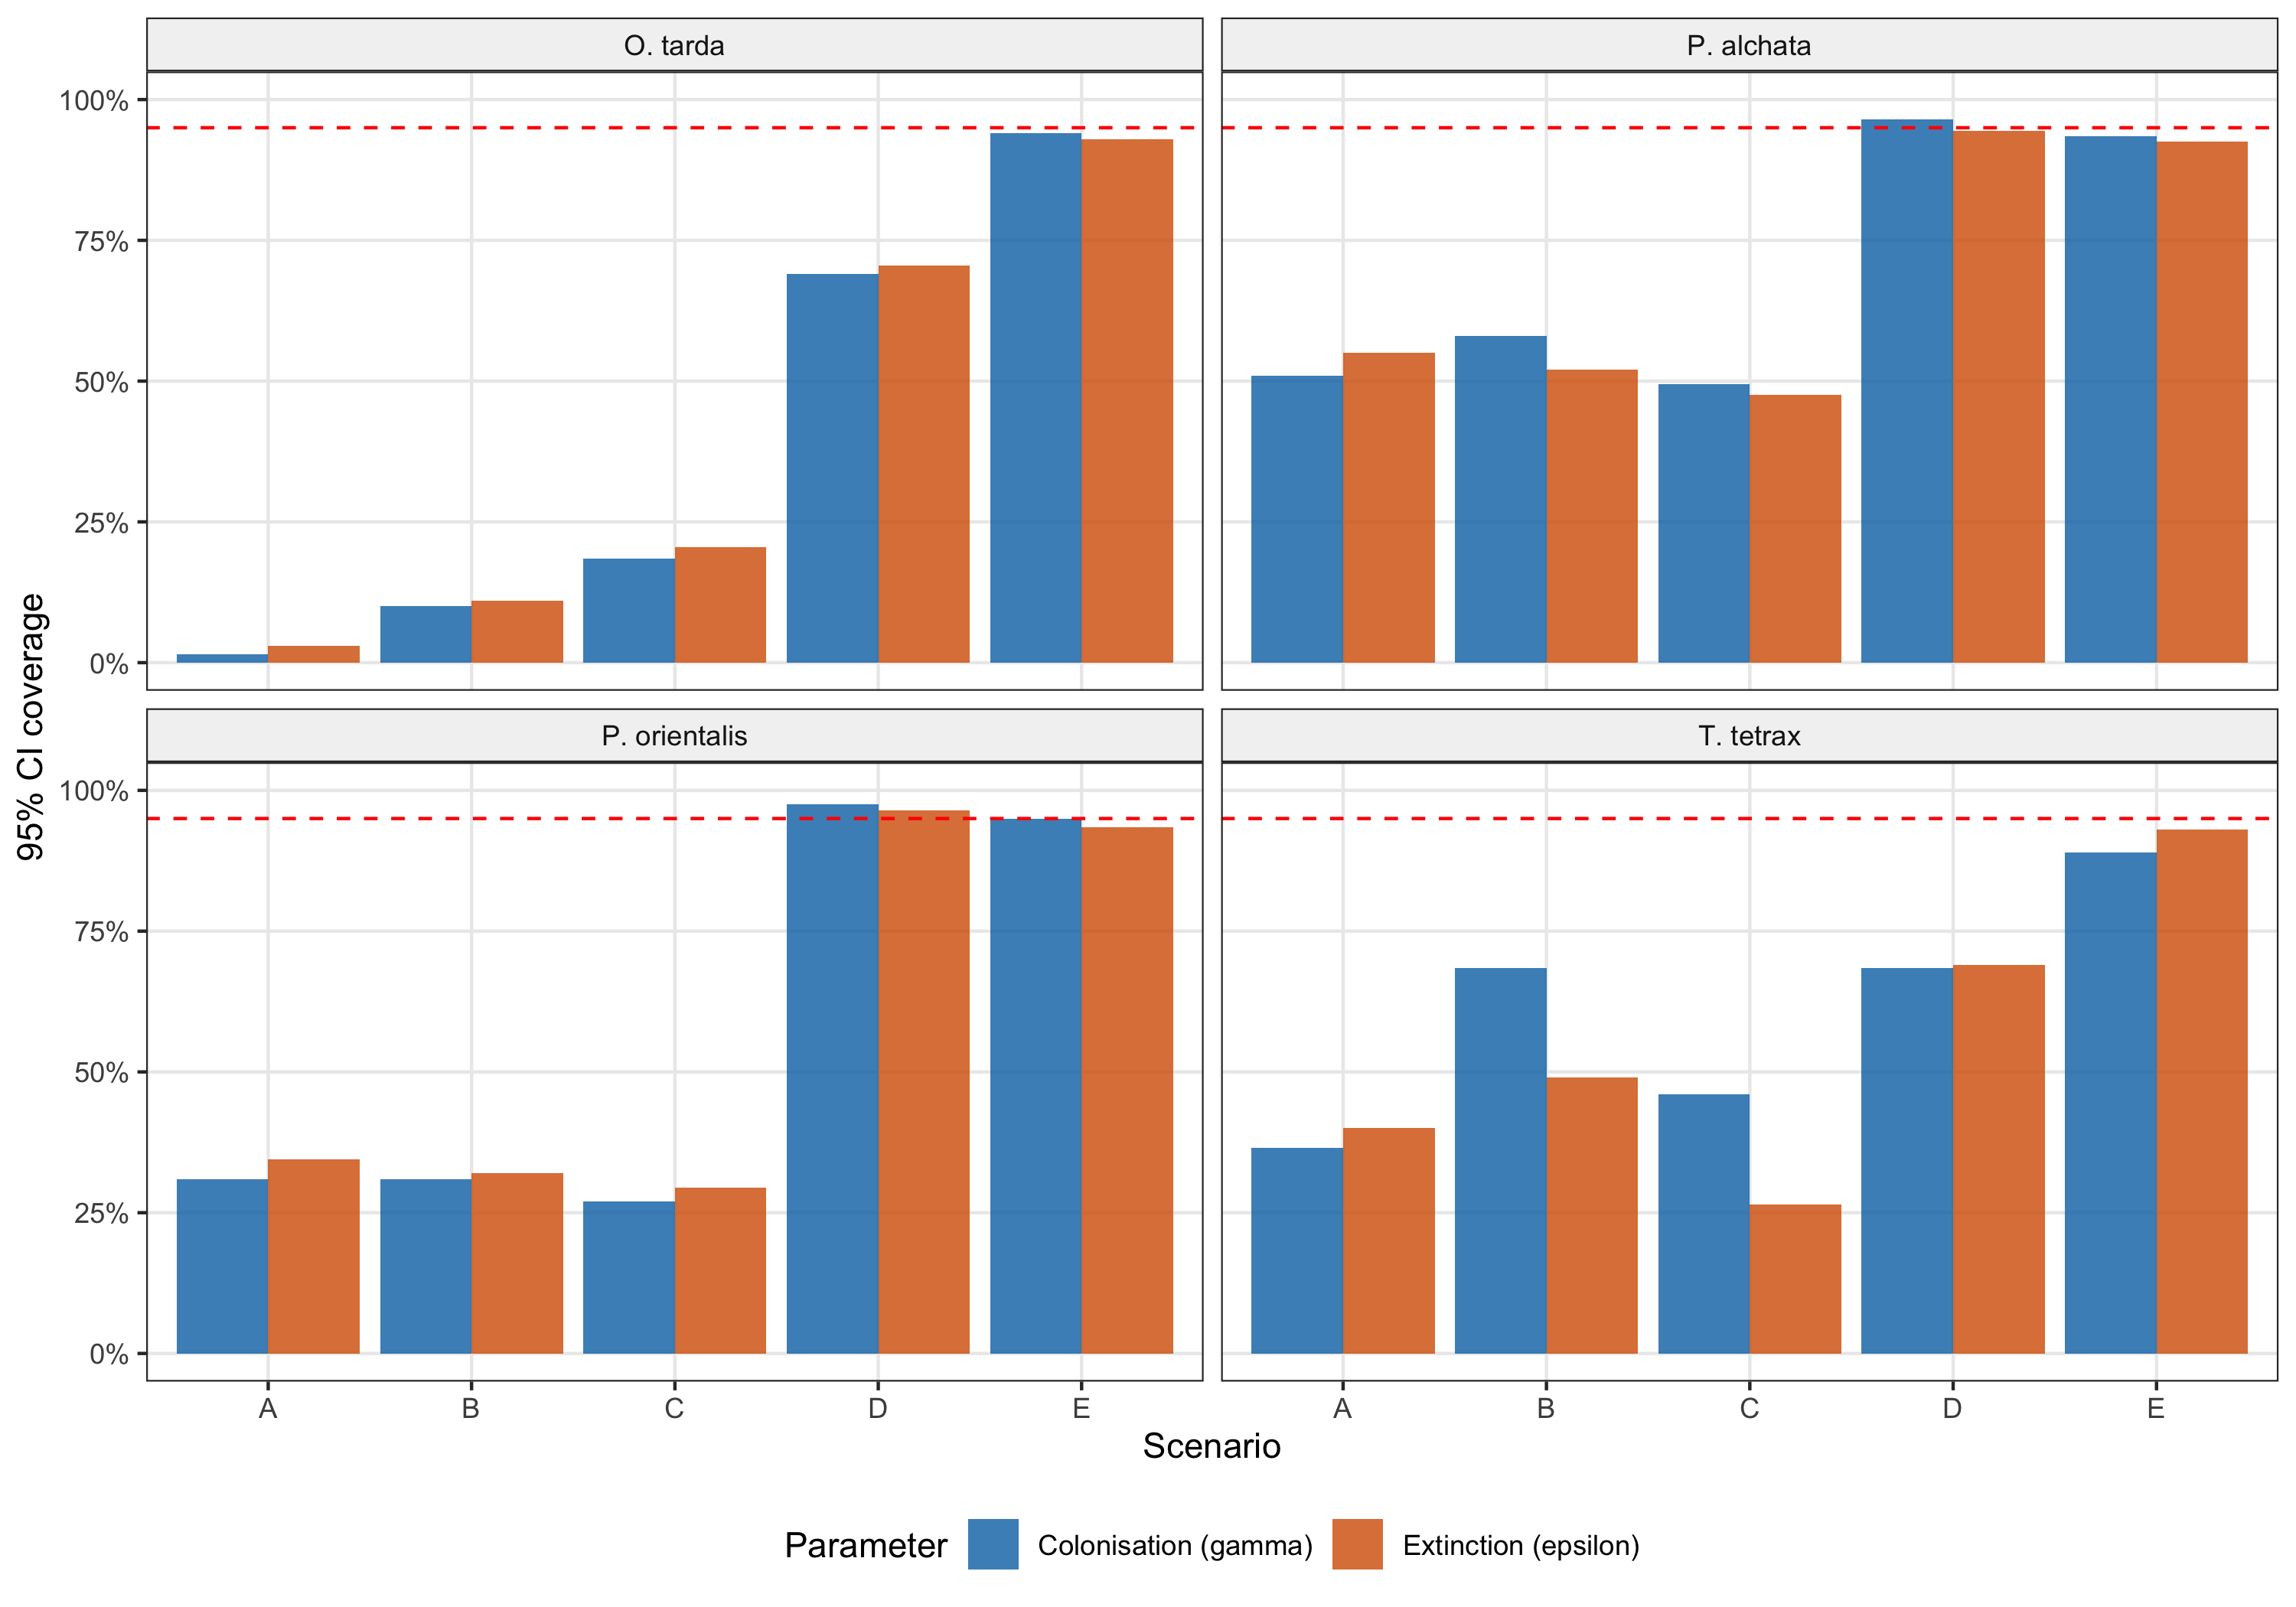 O. tarda
P. alchata
100%
75%
50%
25%
0%
P. orientalis
T. tetrax
100%
75%
50%
25%
0%
95% CI coverage
A B C D E
A B C D E
Scenario
Parameter Colonisation (gamma) Extinction (epsilon)